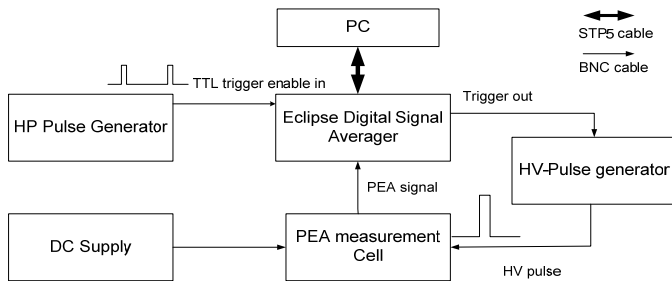 PC
STP5 cable
BNC cable
TTL trigger enable in
HP Pulse Generator
Eclipse Digital Signal
Averager
Trigger out
HV-Pulse generator
PEA signal
DC Supply
PEA measurement
Cell
HV pulse